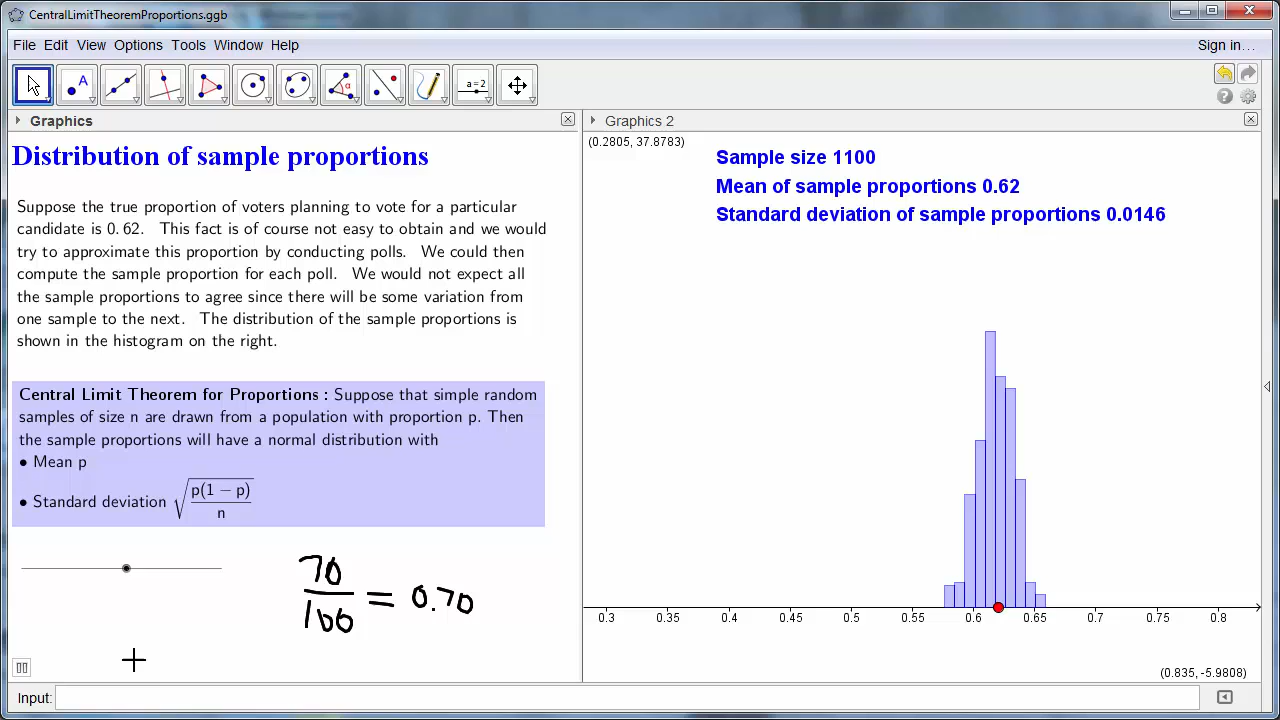 CentralLimitTheoremProportions.ggb
File Edit View Options Tools Window Help
Sign in...
A
α
a = 2
Graphics
Graphics 2
Distribution of sample proportions
Suppose the true proportion of voters planning to vote for a particular
candidate is 0.62. This fact is of course not easy to obtain and we would
try to approximate this proportion by conducting polls. We could then
compute the sample proportion for each poll. We would not expect all
the sample proportions to agree since there will be some variation from
one sample to the next. The distribution of the sample proportions is
shown in the histogram on the right.
Central Limit Theorem for Proportions : Suppose that simple random
samples of size n are drawn from a population with proportion p. Then
the sample proportions will have a normal distribution with
• Mean p
• Standard deviation √(p(1 − p)/n)
70/100 = 0.70
(0.2805, 37.8783)
Sample size 1100
Mean of sample proportions 0.62
Standard deviation of sample proportions 0.0146
0.3 0.35 0.4 0.45 0.5 0.55 0.6 0.65 0.7 0.75 0.8
(0.835, -5.9808)
Input: